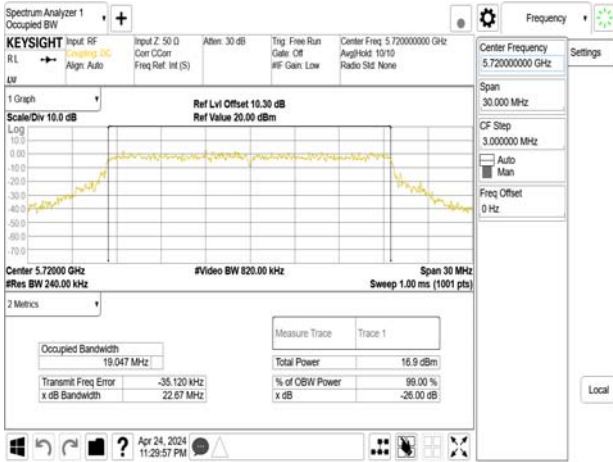 Spectrum Analyzer 1
Occupied BW
Frequency
KEYSIGHT
RL
Input: RF
Coupling: DC
Align: Auto
Input Z: 50 Ω
Corr CCorr
Freq Ref: Int (S)
Atten: 30 dB
Trig: Free Run
Gate: Off
#IF Gain: Low
Center Freq: 5.720000000 GHz
Avg|Hold: 10/10
Radio Std: None
Center Frequency
5.720000000 GHz
Settings
Span
30.000 MHz
CF Step
3.000000 MHz
Auto
Man
Freq Offset
0 Hz
Local
1 Graph
Scale/Div 10.0 dB
Ref Lvl Offset 10.30 dB
Ref Value 20.00 dBm
Log
10.0
0.00
-10.0
-20.0
-30.0
-40.0
-50.0
-60.0
-70.0
Center 5.72000 GHz
#Video BW 820.00 kHz
Span 30 MHz
#Res BW 240.00 kHz
Sweep 1.00 ms (1001 pts)
2 Metrics
Measure Trace
Trace 1
Occupied Bandwidth
19.047 MHz
Total Power
16.9 dBm
Transmit Freq Error
-35.120 kHz
% of OBW Power
99.00 %
x dB Bandwidth
22.67 MHz
x dB
-26.00 dB
?
Apr 24, 2024
11:29:57 PM